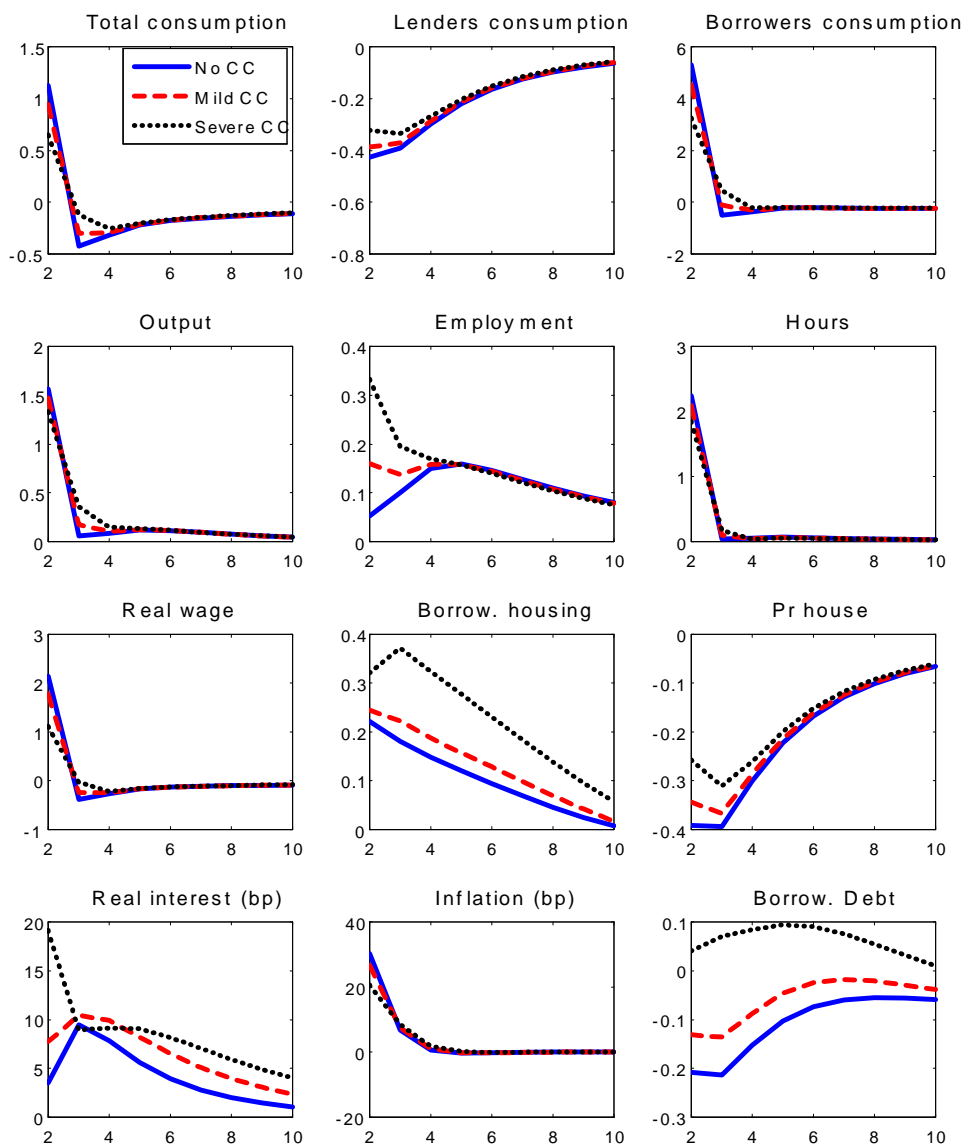 Total consumption
Lenders consumption
Borrowers consumption
1.5
1
0.5
0
-0.5
No CC
Mild CC
Severe CC
2 4 6 8 10
0
-0.2
-0.4
-0.6
-0.8
2 4 6 8 10
6
4
2
0
-2
2 4 6 8 10
Output
Employment
Hours
2
1.5
1
0.5
0
2 4 6 8 10
0.4
0.3
0.2
0.1
0
2 4 6 8 10
3
2
1
0
2 4 6 8 10
Real wage
Borrow. housing
Pr house
3
2
1
0
-1
2 4 6 8 10
0.4
0.3
0.2
0.1
0
2 4 6 8 10
0
-0.1
-0.2
-0.3
-0.4
2 4 6 8 10
Real interest (bp)
Inflation (bp)
Borrow. Debt
20
15
10
5
0
2 4 6 8 10
40
20
0
-20
2 4 6 8 10
0.1
0
-0.1
-0.2
-0.3
2 4 6 8 10